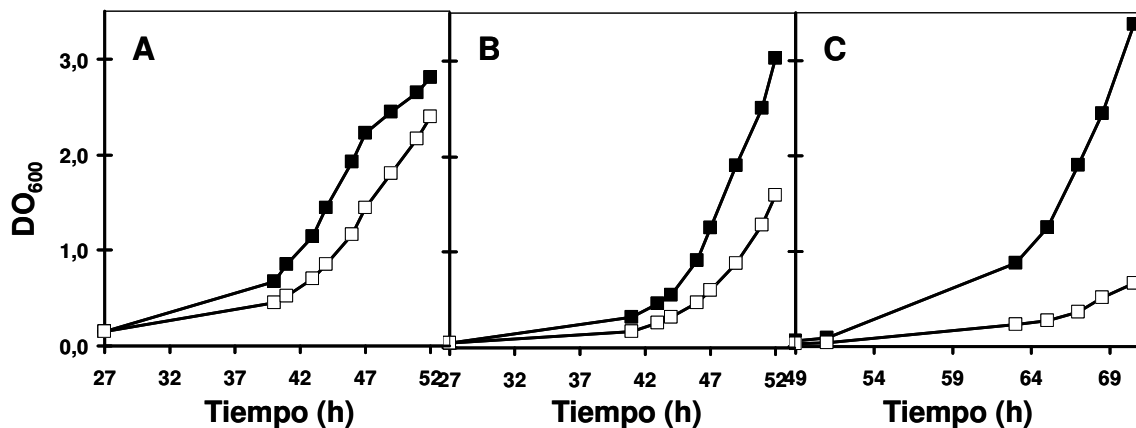 A B C
3,0
2,0
1,0
0,0
DO600
27 32 37 42 47 52 27 32 37 42 47 52 49 54 59 64 69
Tiempo (h) Tiempo (h) Tiempo (h)